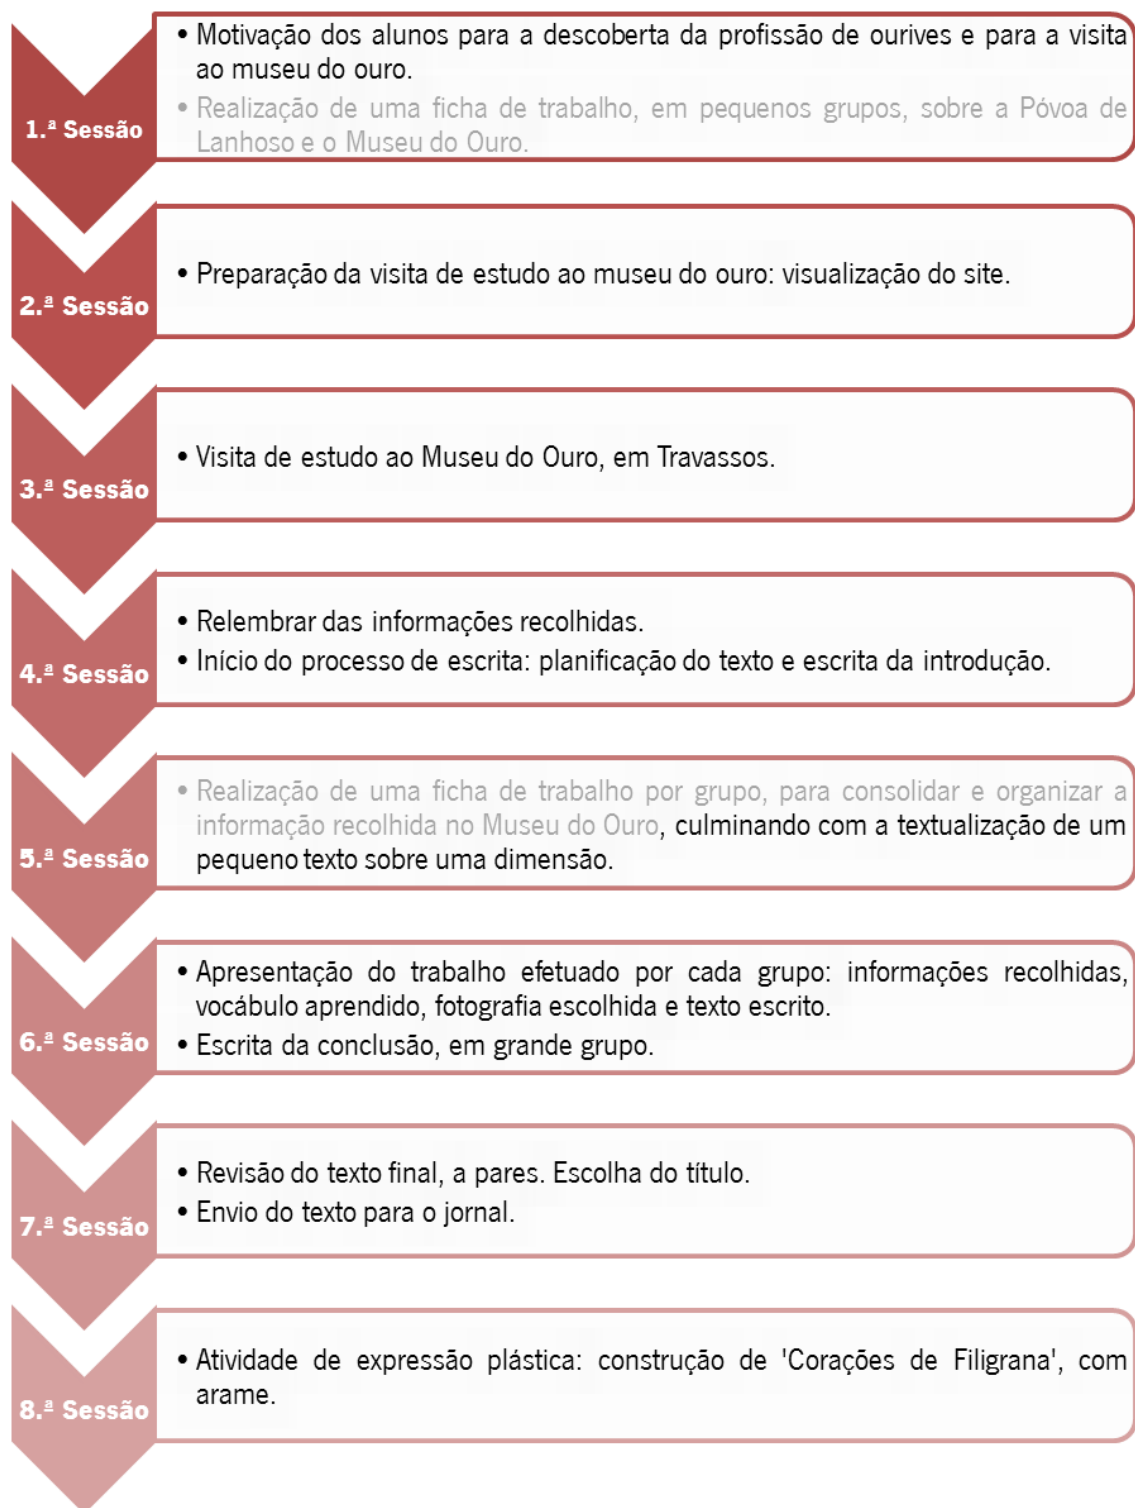 • Motivação dos alunos para a descoberta da profissão de ourives e para a visita
ao museu do ouro.
• Realização de uma ficha de trabalho, em pequenos grupos, sobre a Póvoa de
Lanhoso e o Museu do Ouro.
1.ª Sessão
• Preparação da visita de estudo ao museu do ouro: visualização do site.
2.ª Sessão
• Visita de estudo ao Museu do Ouro, em Travassos.
3.ª Sessão
• Relembrar das informações recolhidas.
• Início do processo de escrita: planificação do texto e escrita da introdução.
4.ª Sessão
• Realização de uma ficha de trabalho por grupo, para consolidar e organizar a
informação recolhida no Museu do Ouro, culminando com a textualização de um
pequeno texto sobre uma dimensão.
5.ª Sessão
• Apresentação do trabalho efetuado por cada grupo: informações recolhidas,
vocábulo aprendido, fotografia escolhida e texto escrito.
• Escrita da conclusão, em grande grupo.
6.ª Sessão
• Revisão do texto final, a pares. Escolha do título.
• Envio do texto para o jornal.
7.ª Sessão
• Atividade de expressão plástica: construção de 'Corações de Filigrana', com
arame.
8.ª Sessão